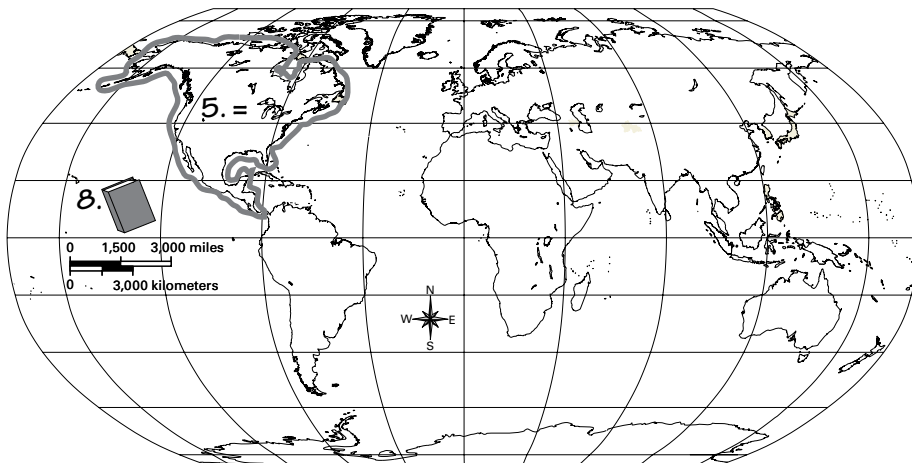 5. =
8.
0 1,500 3,000 miles
0 3,000 kilometers
N
W E
S